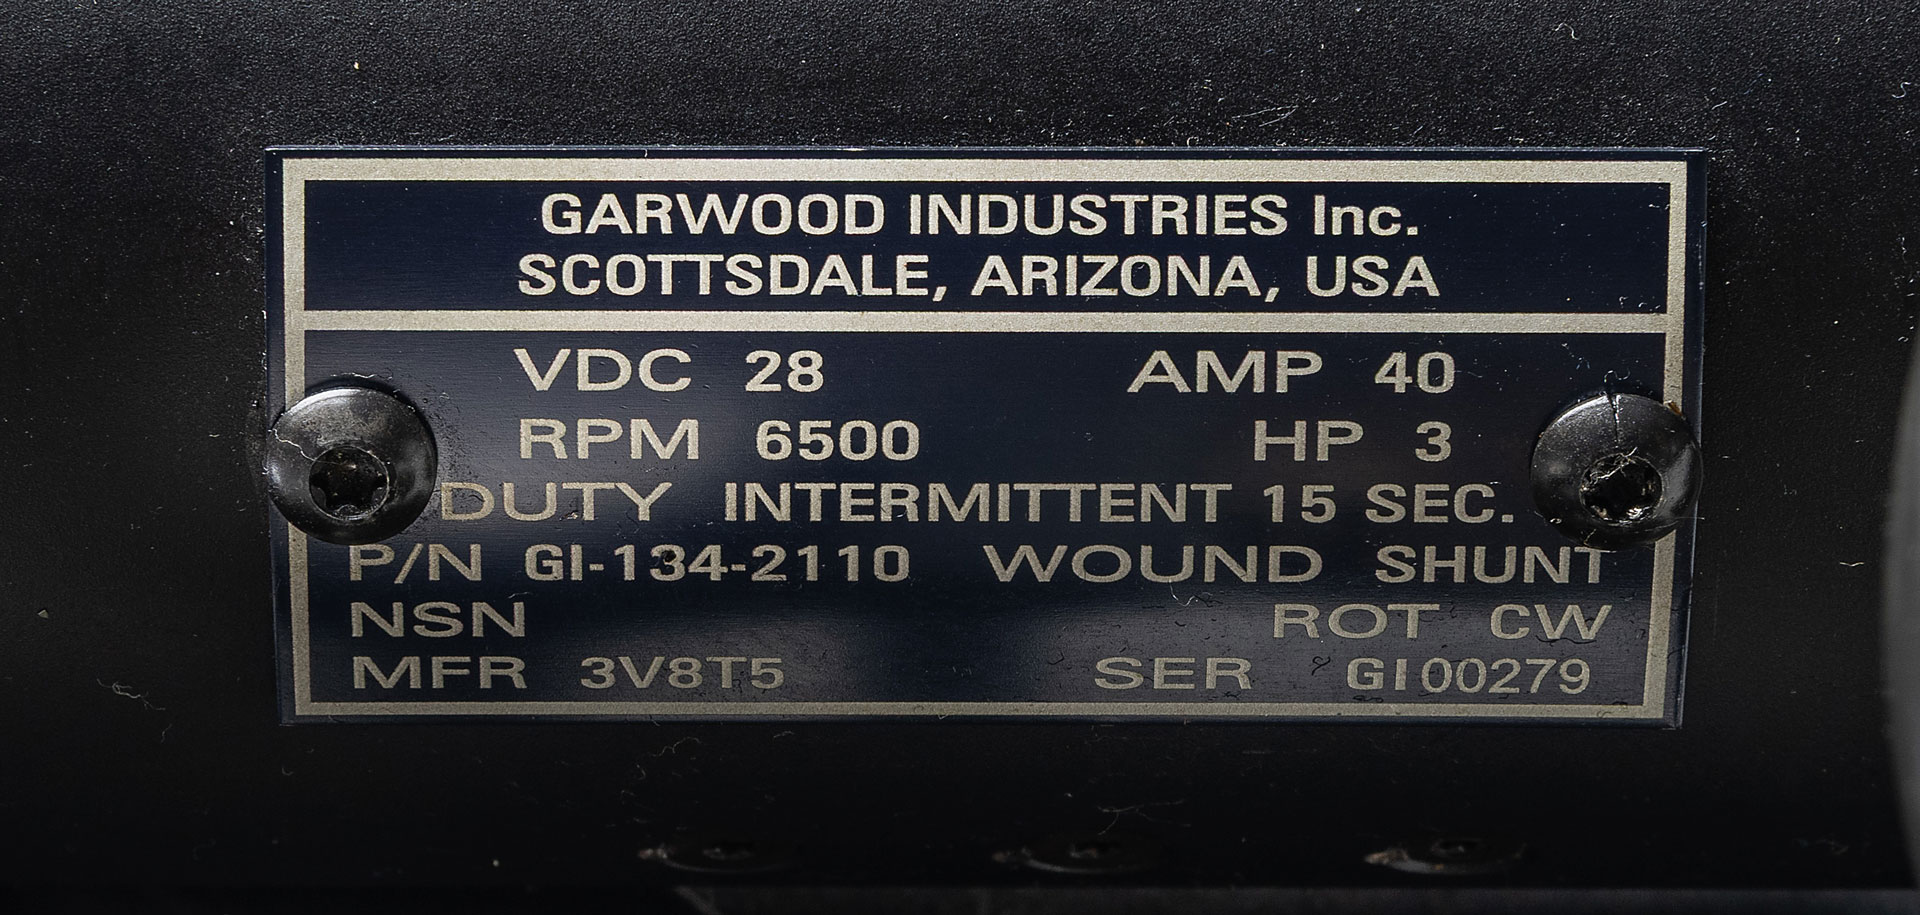 GARWOOD INDUSTRIES Inc.
SCOTTSDALE, ARIZONA, USA
VDC 28 AMP 40
RPM 6500 HP 3
DUTY INTERMITTENT 15 SEC.
P/N GI-134-2110 WOUND SHUNT
NSN ROT CW
MFR 3V8T5 SER GI00279